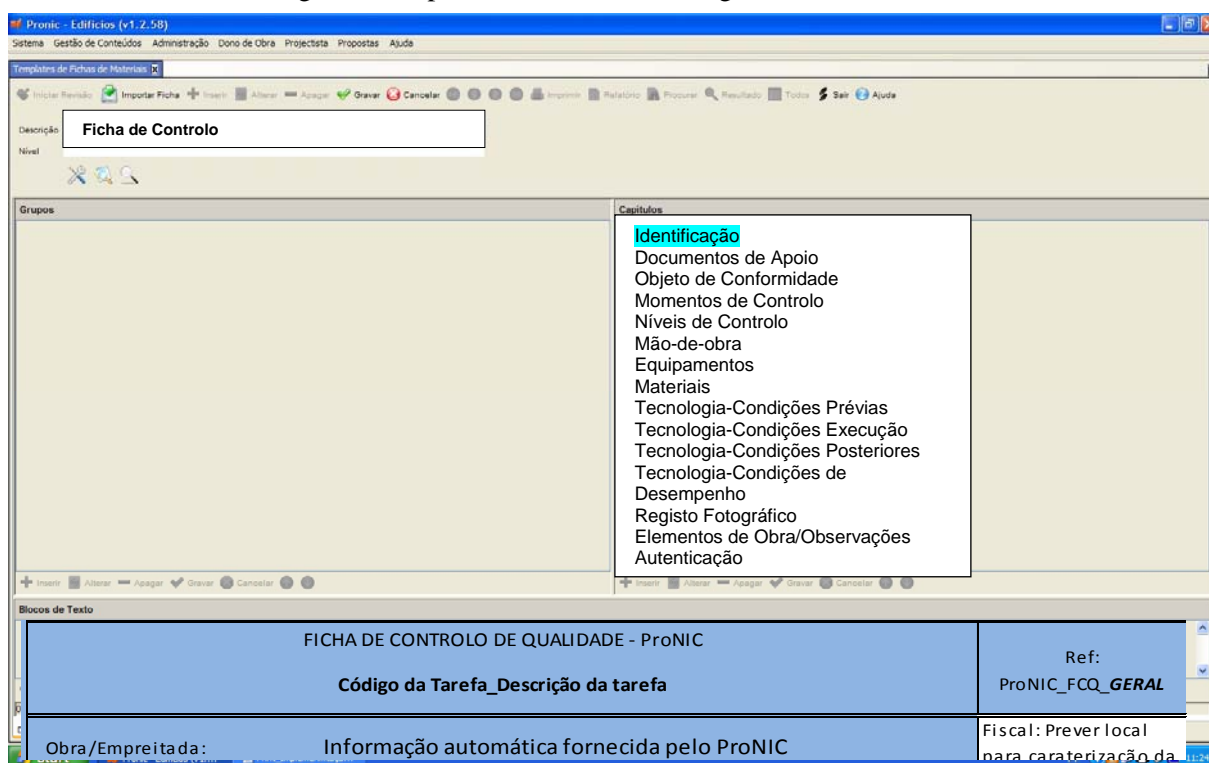 Pronic - Edifícios (v1.2.58)
Sistema Gestão de Conteúdos Administração Dono de Obra Projectista Propostas Ajuda
Templates de Fichas de Materiais
Iniciar Revisão Importar Ficha Inserir Alterar Apagar Gravar Cancelar Imprimir Relatório Procurar Resultado Todos Sair Ajuda
Descrição Ficha de Controlo
Nível
Grupos Capítulos
Identificação
Documentos de Apoio
Objeto de Conformidade
Momentos de Controlo
Níveis de Controlo
Mão-de-obra
Equipamentos
Materiais
Tecnologia-Condições Prévias
Tecnologia-Condições Execução
Tecnologia-Condições Posteriores
Tecnologia-Condições de
Desempenho
Registo Fotográfico
Elementos de Obra/Observações
Autenticação
Inserir Alterar Apagar Gravar Cancelar Inserir Alterar Apagar Gravar Cancelar
Blocos de Texto
FICHA DE CONTROLO DE QUALIDADE - ProNIC
Ref:
Código da Tarefa_Descrição da tarefa
ProNIC_FCQ_GERAL
Fiscal: Prever local
Obra/Empreitada: Informação automática fornecida pelo ProNIC
para caraterização da